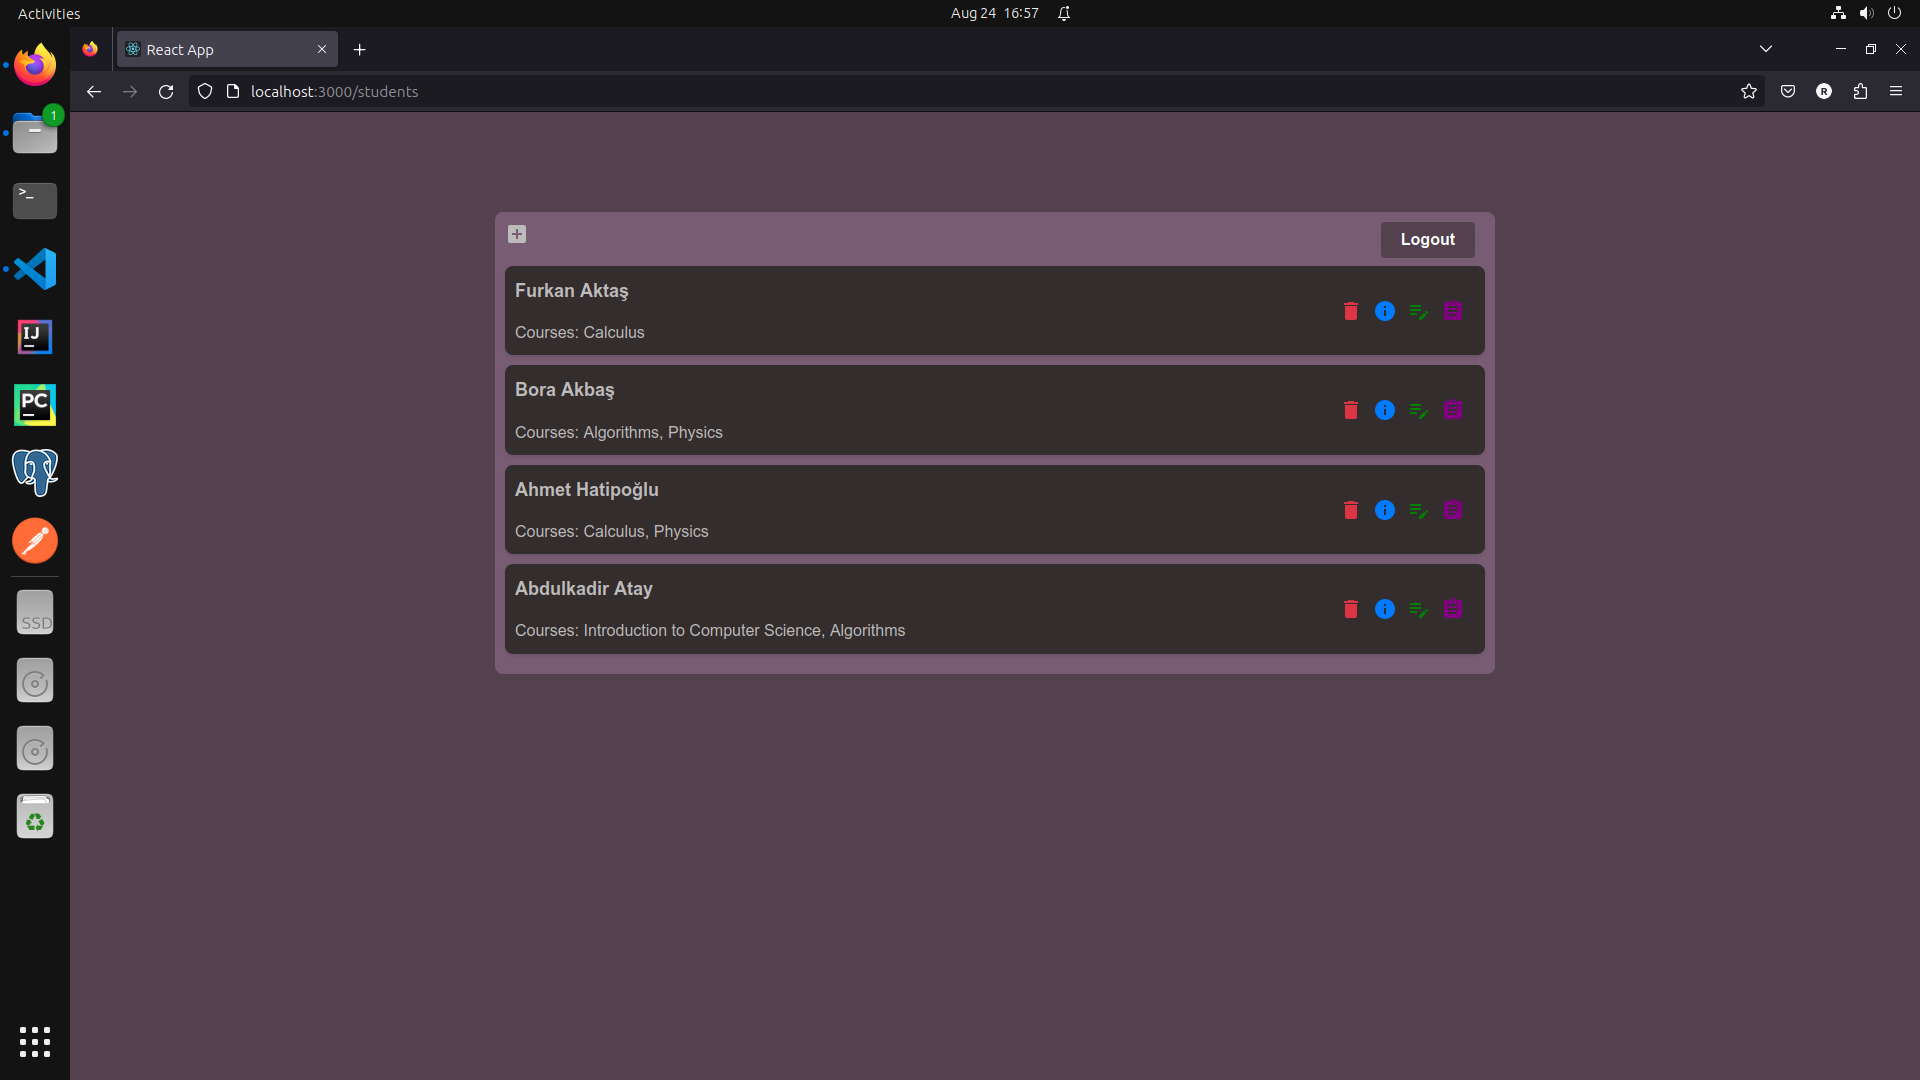 Activities
Aug 24 16:57
React App
localhost:3000/students
1
>_
IJ
PC
SSD
R
Logout
Furkan Aktaş
Courses: Calculus
Bora Akbaş
Courses: Algorithms, Physics
Ahmet Hatipoğlu
Courses: Calculus, Physics
Abdulkadir Atay
Courses: Introduction to Computer Science, Algorithms